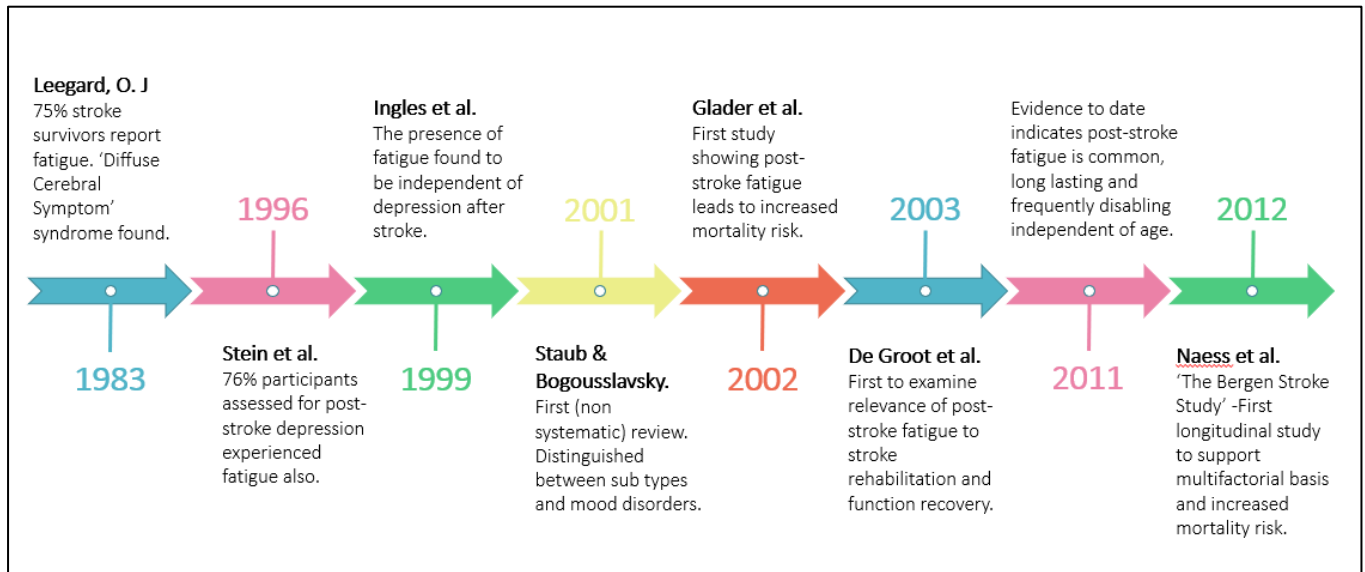 Leegard, O. J
75% stroke
survivors report
fatigue. ‘Diffuse
Cerebral
Symptom’
syndrome found.
1983
1996
Stein et al.
76% participants
assessed for post-
stroke depression
experienced
fatigue also.
Ingles et al.
The presence of
fatigue found to
be independent of
depression after
stroke.
1999
2001
Staub &
Bogousslavsky.
First (non
systematic) review.
Distinguished
between sub types
and mood disorders.
Glader et al.
First study
showing post-
stroke fatigue
leads to increased
mortality risk.
2002
2003
De Groot et al.
First to examine
relevance of post-
stroke fatigue to
stroke
rehabilitation and
function recovery.
Evidence to date
indicates post-stroke
fatigue is common,
long lasting and
frequently disabling
independent of age.
2011
2012
Naess et al.
‘The Bergen Stroke
Study’ -First
longitudinal study
to support
multifactorial basis
and increased
mortality risk.